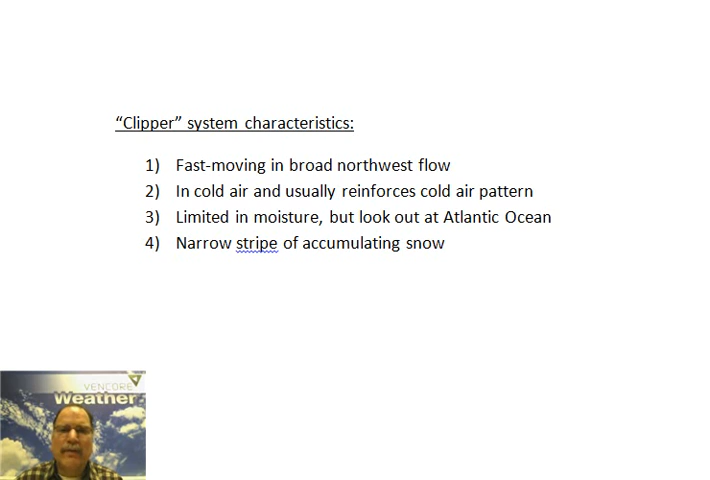 “Clipper” system characteristics:
1) Fast-moving in broad northwest flow
2) In cold air and usually reinforces cold air pattern
3) Limited in moisture, but look out at Atlantic Ocean
4) Narrow stripe of accumulating snow
VENCORE
Weather